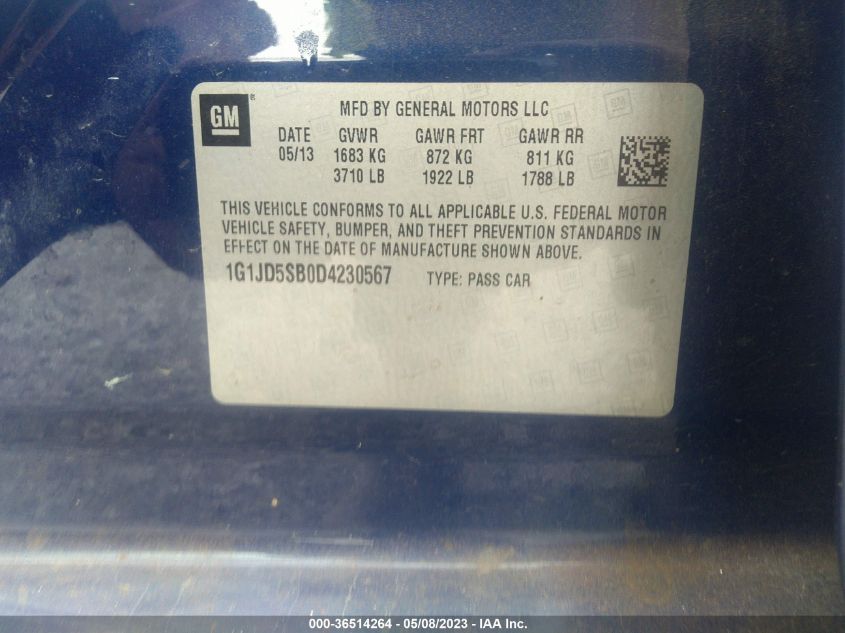 GM ®
MFD BY GENERAL MOTORS LLC
DATE GVWR GAWR FRT GAWR RR
05/13 1683 KG 872 KG 811 KG
3710 LB 1922 LB 1788 LB
THIS VEHICLE CONFORMS TO ALL APPLICABLE U.S. FEDERAL MOTOR
VEHICLE SAFETY, BUMPER, AND THEFT PREVENTION STANDARDS IN
EFFECT ON THE DATE OF MANUFACTURE SHOWN ABOVE.
1G1JD5SB0D4230567 TYPE: PASS CAR
000-36514264 - 05/08/2023 - IAA Inc.